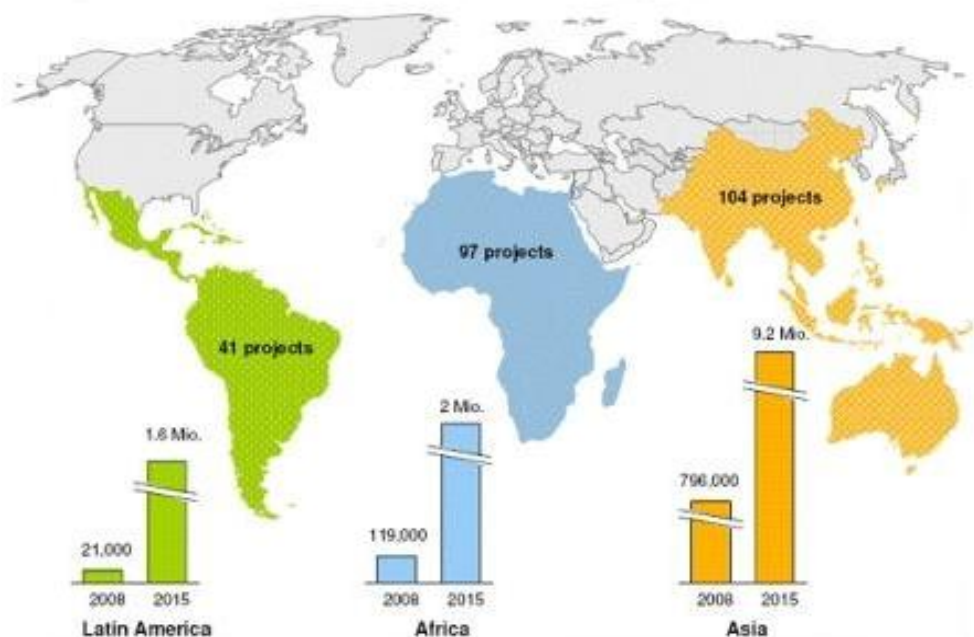 104 projects
97 projects
41 projects
9.2 Mio.
2 Mio.
1.6 Mio.
796,000
119,000
21,000
2008 2015
2008 2015
2008 2015
Latin America
Africa
Asia